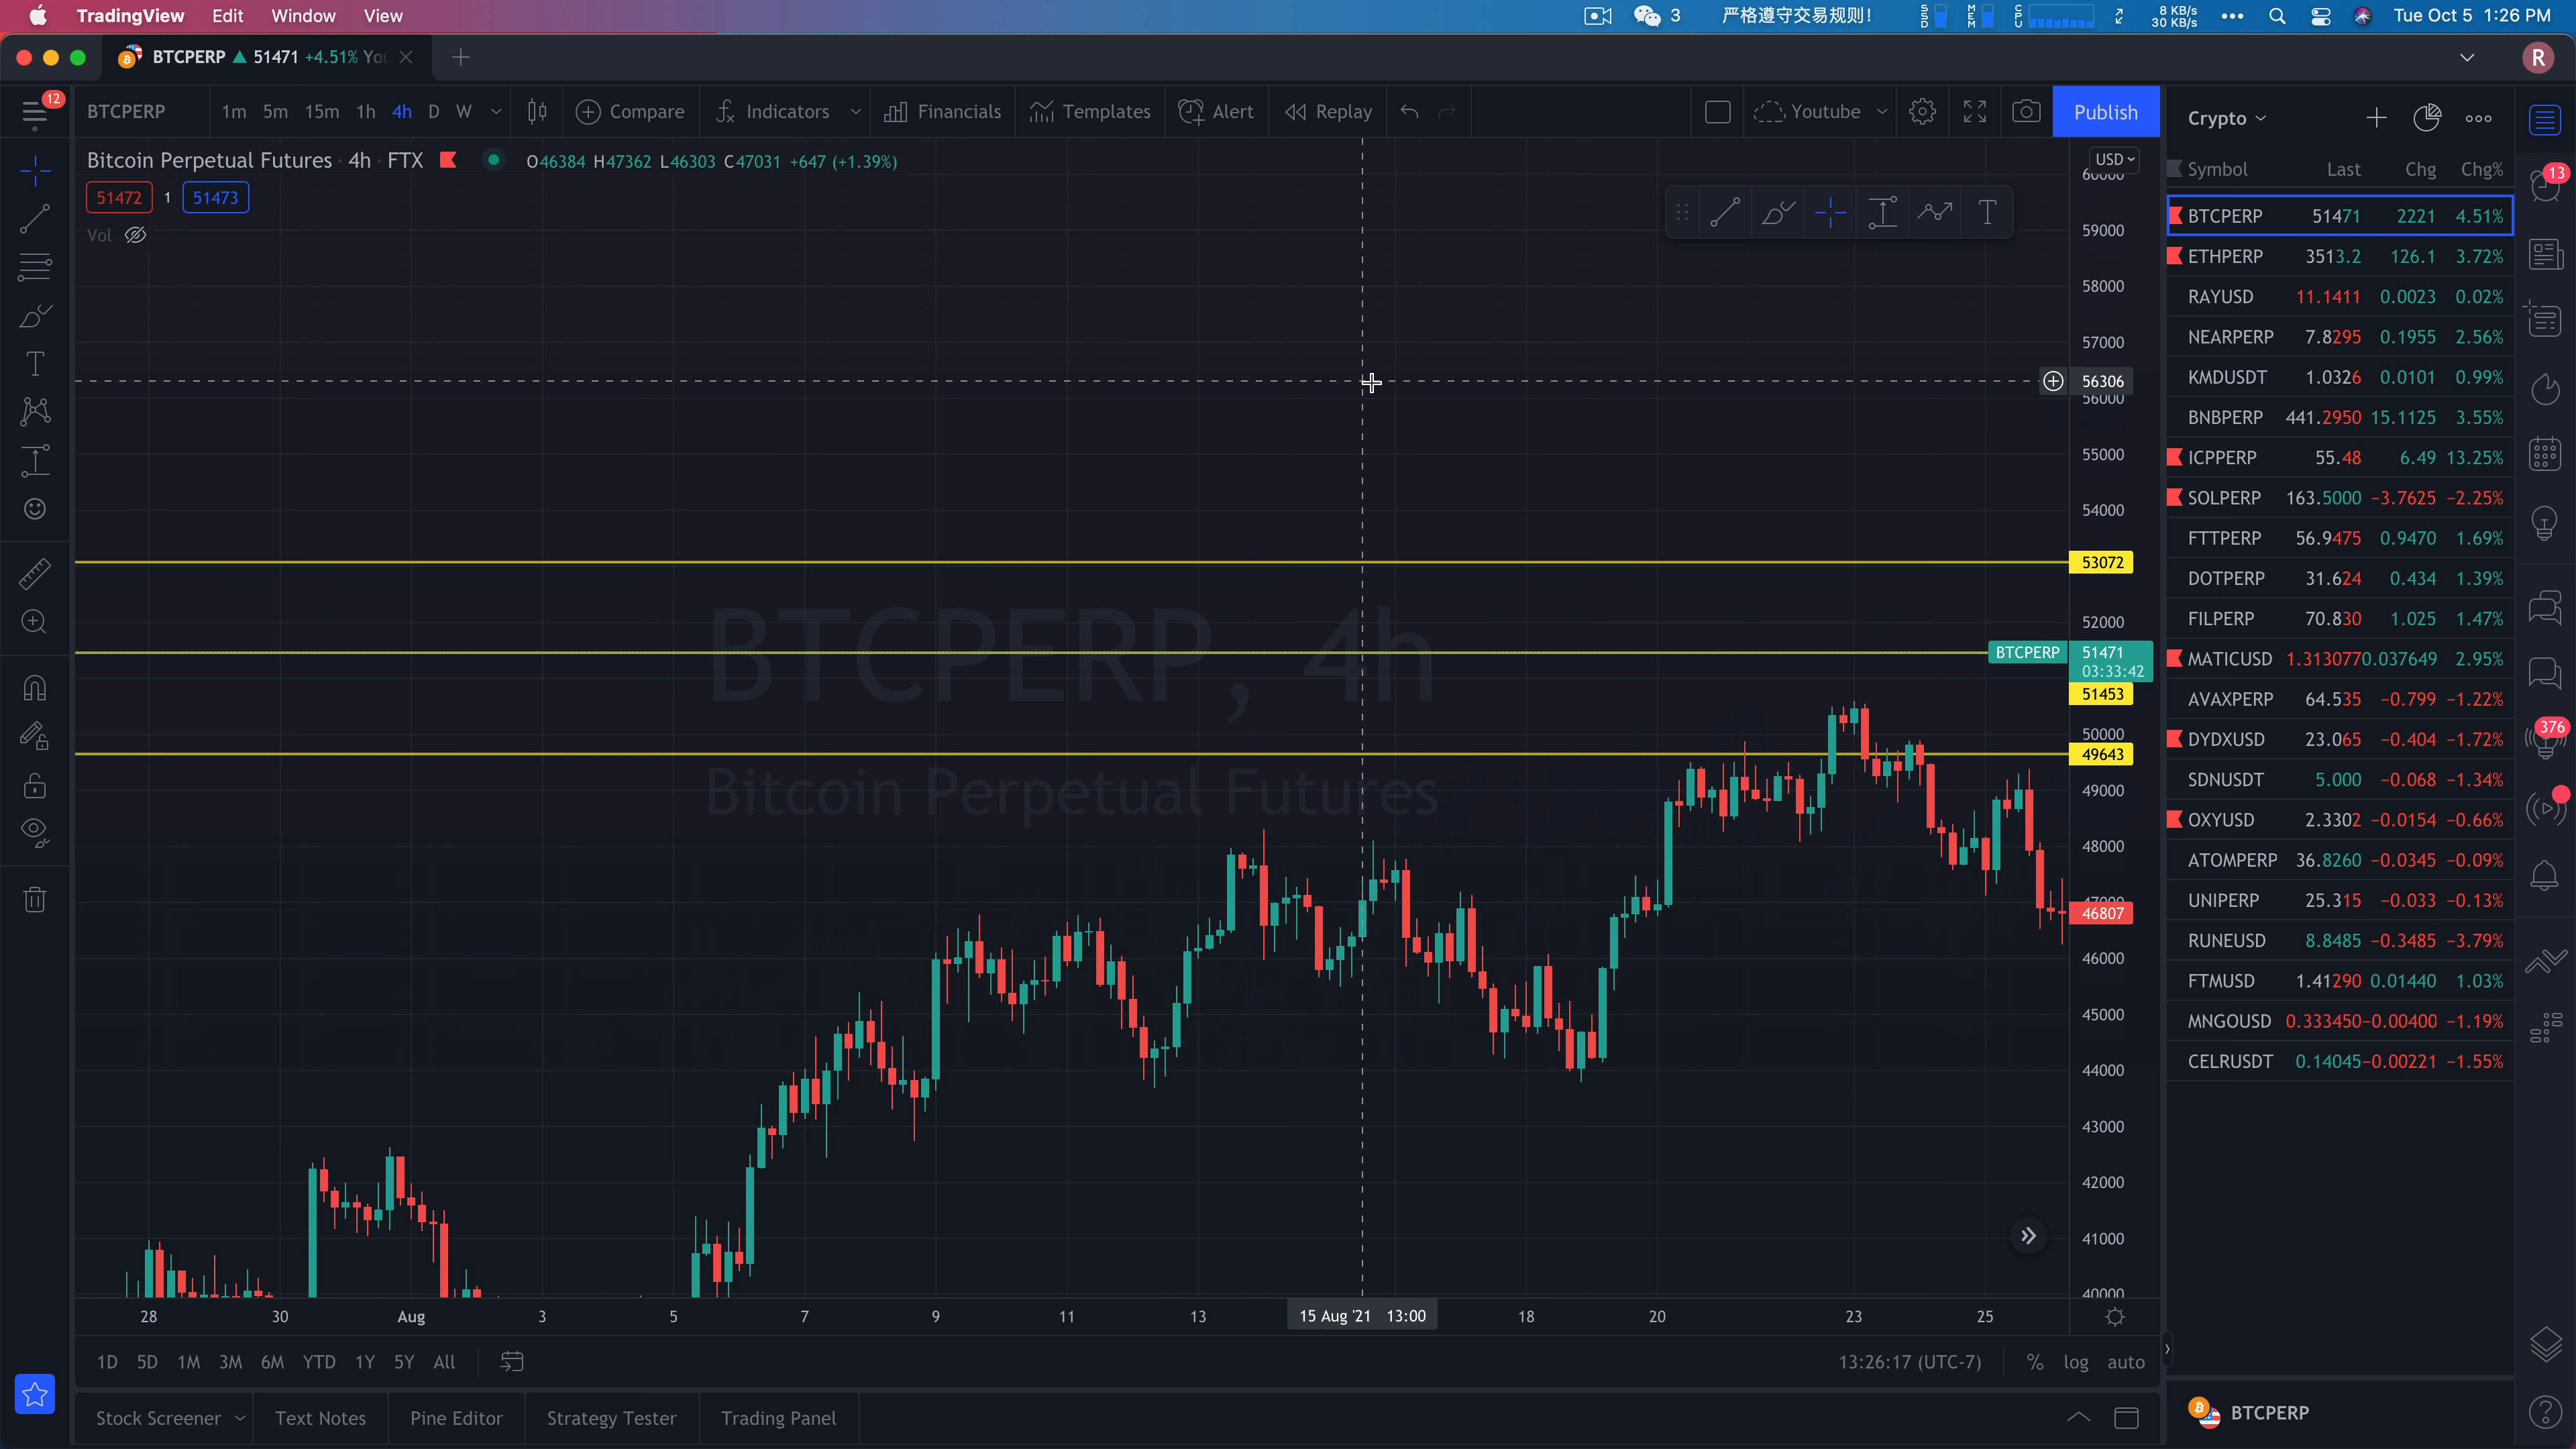 TradingView Edit Window View 3 严格遵守交易规则！ SSD MEM CPU 8 KB/s 30 KB/s Tue Oct 5 1:26 PM
BTCPERP 51471 +4.51% R
12 BTCPERP 1m 5m 15m 1h 4h D W Compare Indicators Financials Templates Alert Replay Youtube Publish
Bitcoin Perpetual Futures · 4h · FTX O46384 H47362 L46303 C47031 +647 (+1.39%)
51472 1 51473
Vol
BTCPERP, 4h
Bitcoin Perpetual Futures
USD
60000
59000
58000
57000
56306
56000
55000
54000
53072
52000
BTCPERP 51471
03:33:42
51453
50000
49643
49000
48000
47000
46807
46000
45000
44000
43000
42000
41000
40000
28 30 Aug 3 5 7 9 11 13 15 Aug '21 13:00 18 20 23 25
1D 5D 1M 3M 6M YTD 1Y 5Y All 13:26:17 (UTC-7) % log auto
Stock Screener Text Notes Pine Editor Strategy Tester Trading Panel
Crypto
Symbol Last Chg Chg%
BTCPERP 51471 2221 4.51%
ETHPERP 3513.2 126.1 3.72%
RAYUSD 11.1411 0.0023 0.02%
NEARPERP 7.8295 0.1955 2.56%
KMDUSDT 1.0326 0.0101 0.99%
BNBPERP 441.2950 15.1125 3.55%
ICPPERP 55.48 6.49 13.25%
SOLPERP 163.5000 −3.7625 −2.25%
FTTPERP 56.9475 0.9470 1.69%
DOTPERP 31.624 0.434 1.39%
FILPERP 70.830 1.025 1.47%
MATICUSD 1.313077 0.037649 2.95%
AVAXPERP 64.535 −0.799 −1.22%
DYDXUSD 23.065 −0.404 −1.72%
SDNUSDT 5.000 −0.068 −1.34%
OXYUSD 2.3302 −0.0154 −0.66%
ATOMPERP 36.8260 −0.0345 −0.09%
UNIPERP 25.315 −0.033 −0.13%
RUNEUSD 8.8485 −0.3485 −3.79%
FTMUSD 1.41290 0.01440 1.03%
MNGOUSD 0.333450 −0.00400 −1.19%
CELRUSDT 0.14045 −0.00221 −1.55%
BTCPERP
13
376